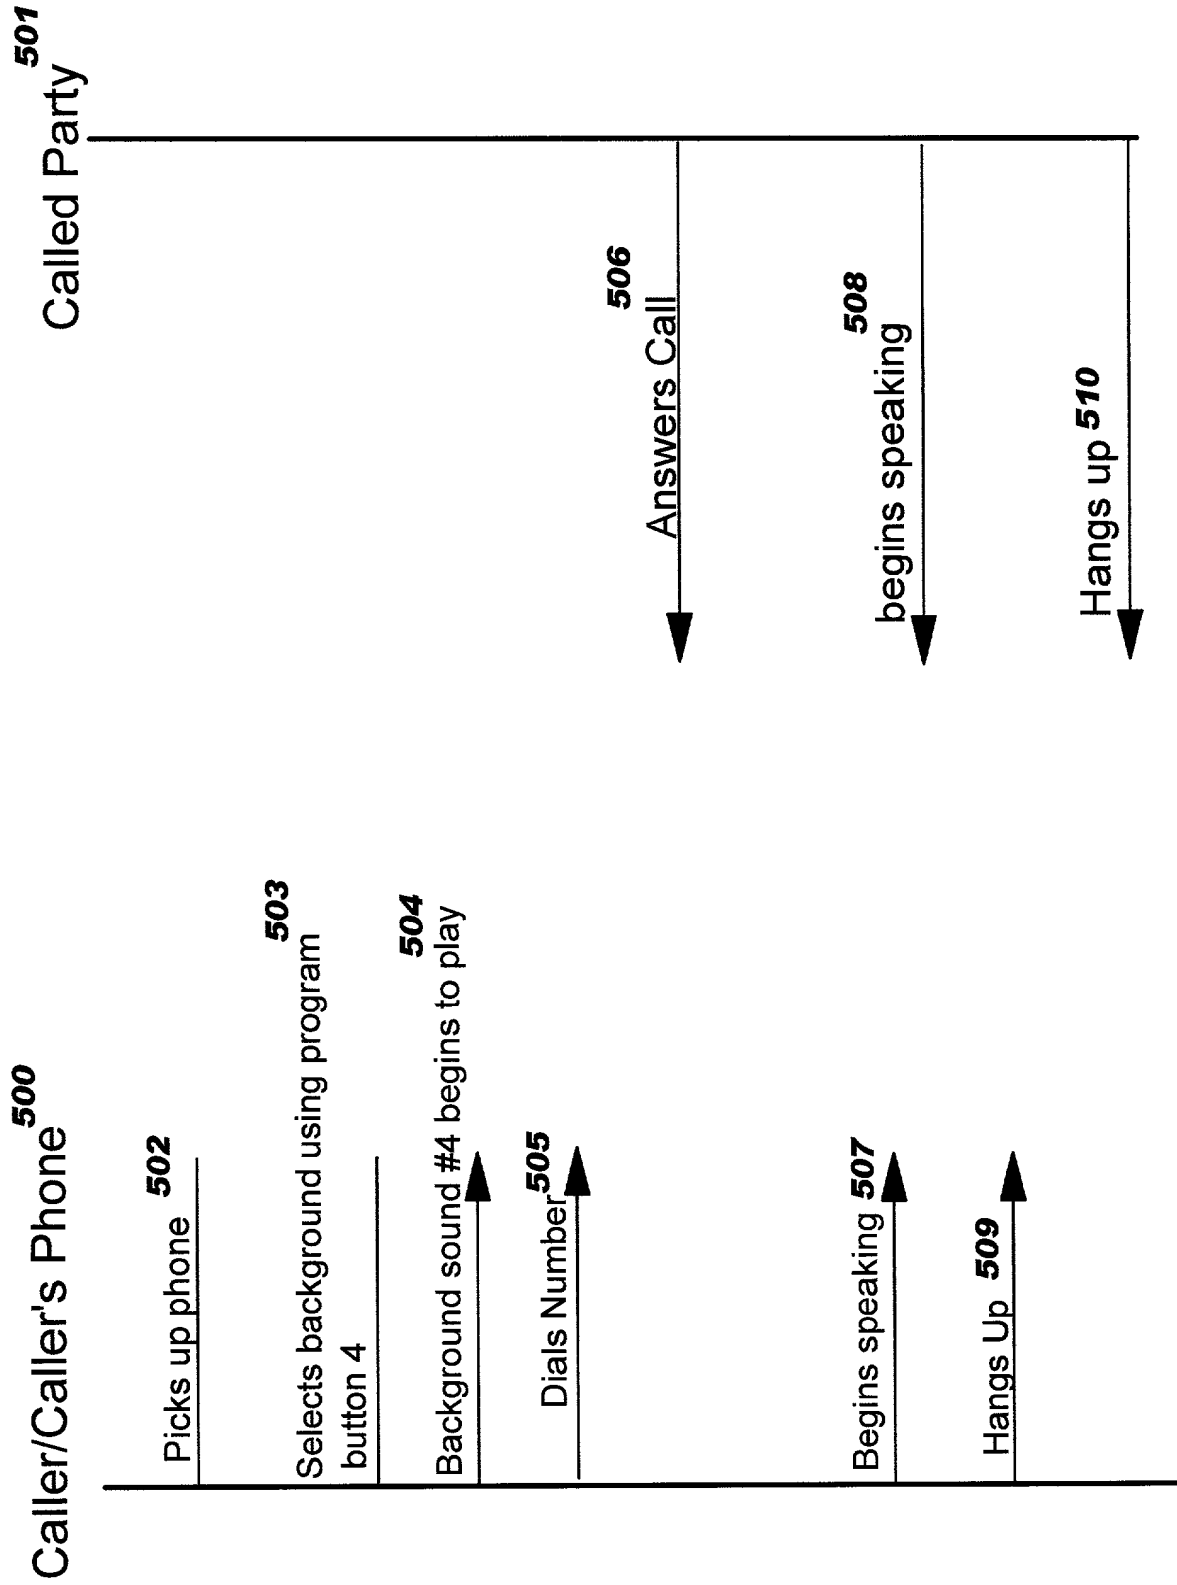 Caller/Caller's Phone 500
Called Party 501
Picks up phone 502
503
Selects background using program
button 4
504
Background sound #4 begins to play
Dials Number 505
506
Answers Call
Begins speaking 507
508
begins speaking
Hangs Up 509
Hangs up 510